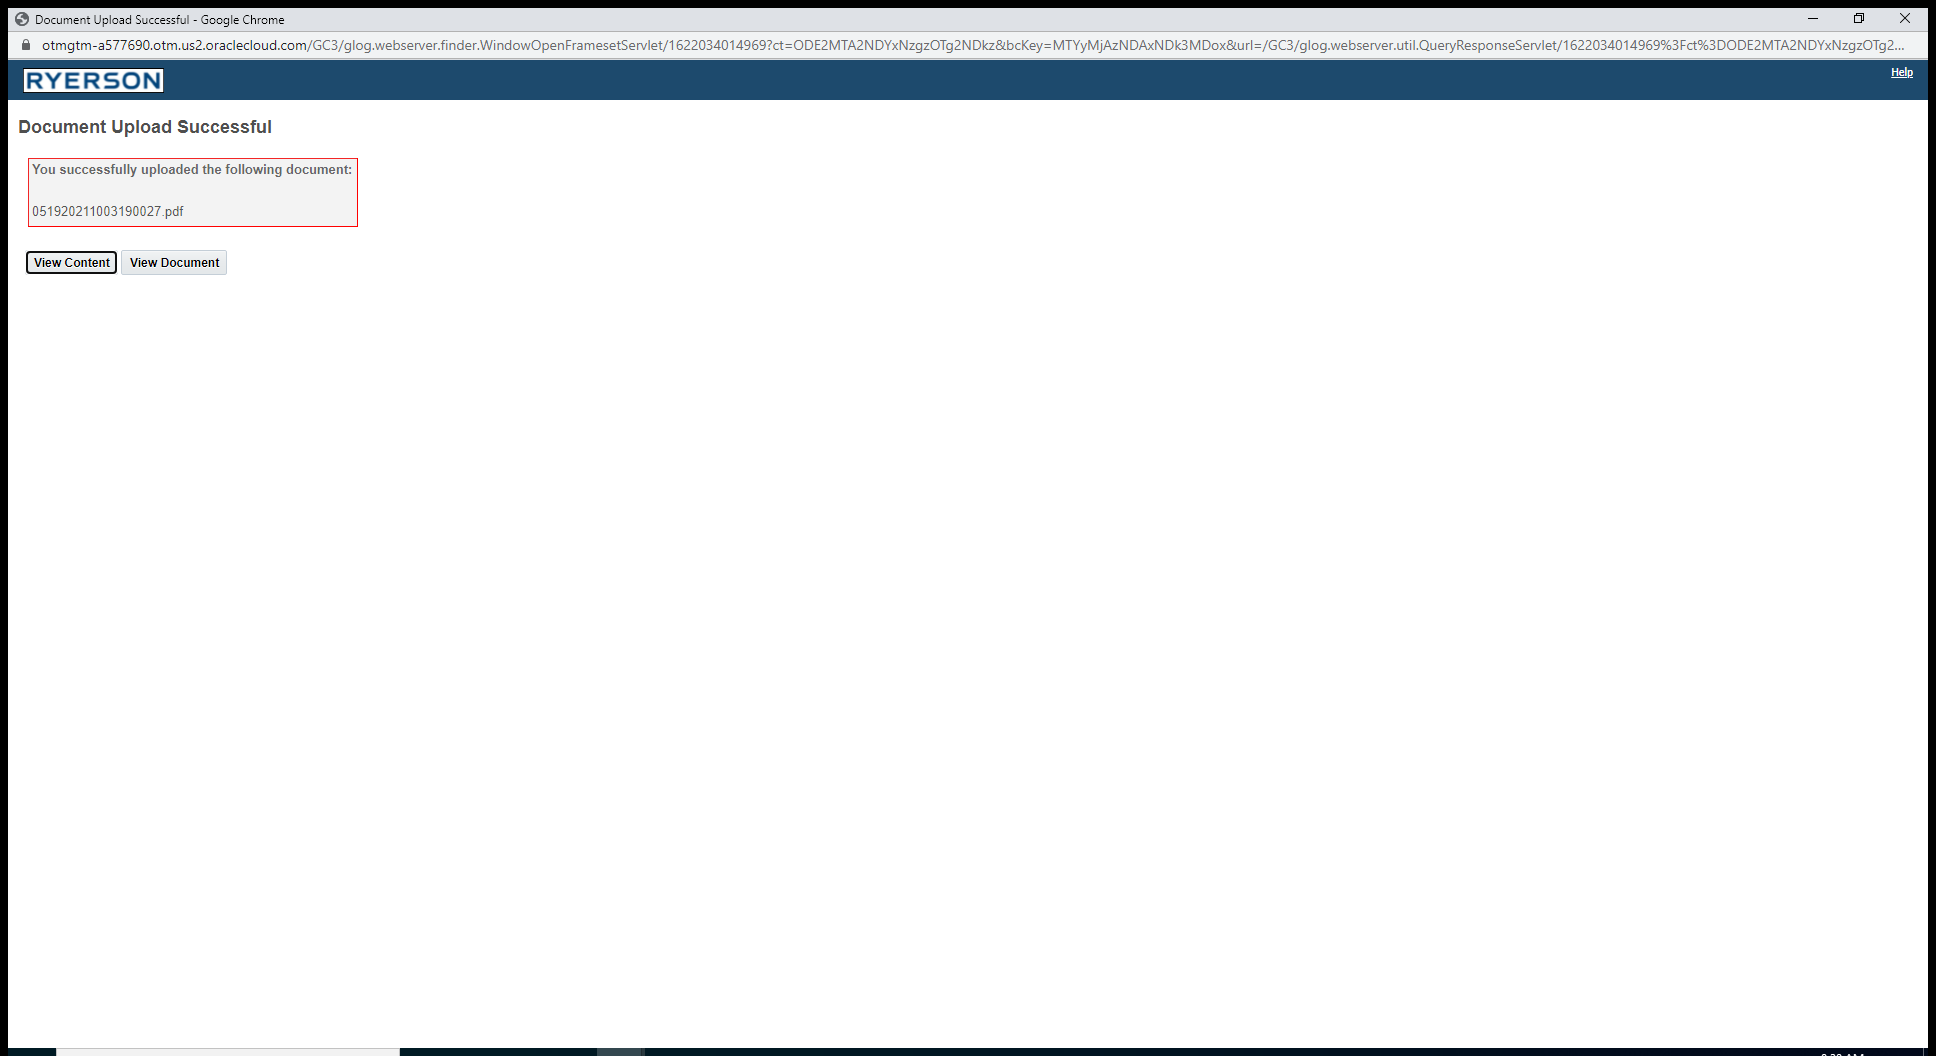 Document Upload Successful - Google Chrome
otmgtm-a577690.otm.us2.oraclecloud.com/GC3/glog.webserver.finder.WindowOpenFramesetServlet/1622034014969?ct=ODE2MTA2NDYxNzgzOTg2NDkz&bcKey=MTYyMjAzNDAxNDk3MDox&url=/GC3/glog.webserver.util.QueryResponseServlet/1622034014969%3Fct%3DODE2MTA2NDYxNzgzOTg2...
RYERSON
Help
Document Upload Successful
You successfully uploaded the following document:
051920211003190027.pdf
View Content View Document